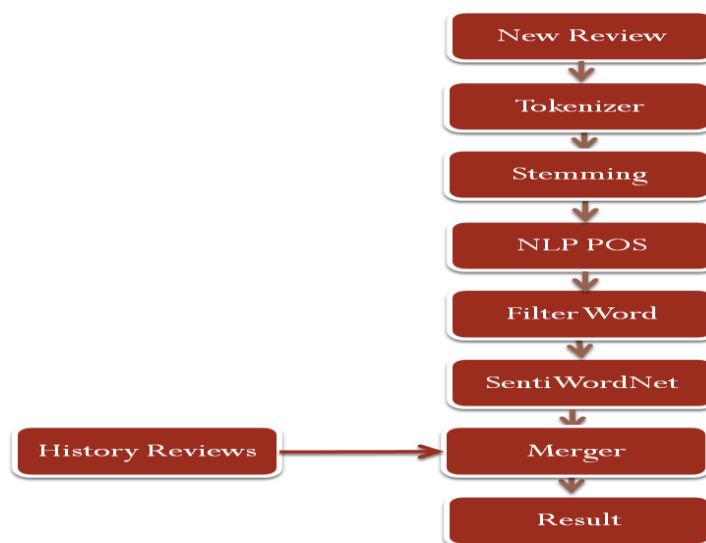 New Review
Tokenizer
Stemming
NLP POS
Filter Word
SentiWordNet
History Reviews
Merger
Result